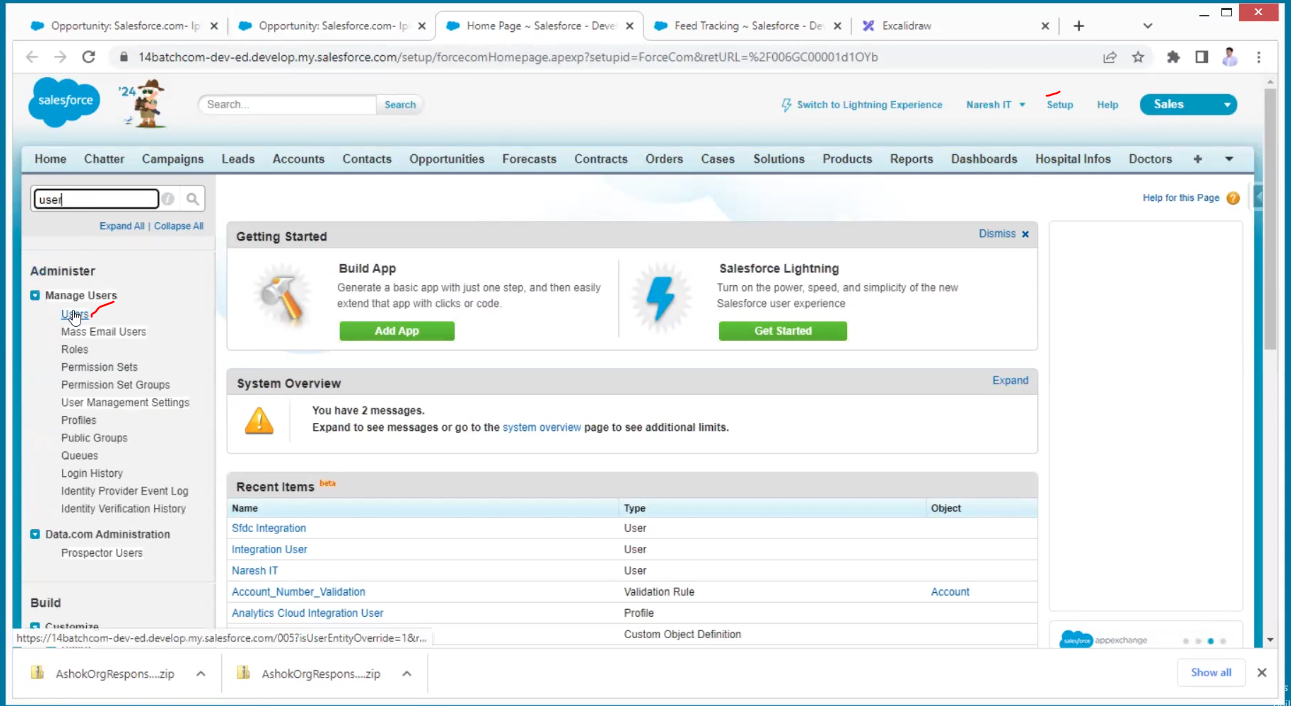 Opportunity: Salesforce.com- Ip
Opportunity: Salesforce.com- Ip
Home Page ~ Salesforce - Deve
Feed Tracking ~ Salesforce - De
Excalidraw
14batchcom-dev-ed.develop.my.salesforce.com/setup/forcecomHomepage.apexp?setupid=ForceCom&retURL=%2F006GC00001d1OYb
salesforce
'24
Search...
Search
Switch to Lightning Experience
Naresh IT
Setup
Help
Sales
Home Chatter Campaigns Leads Accounts Contacts Opportunities Forecasts Contracts Orders Cases Solutions Products Reports Dashboards Hospital Infos Doctors +
user
Expand All | Collapse All
Help for this Page ?
Administer
Manage Users
Users
Mass Email Users
Roles
Permission Sets
Permission Set Groups
User Management Settings
Profiles
Public Groups
Queues
Login History
Identity Provider Event Log
Identity Verification History
Data.com Administration
Prospector Users
Build
Customize
Getting Started
Dismiss
Build App
Generate a basic app with just one step, and then easily
extend that app with clicks or code.
Add App
Salesforce Lightning
Turn on the power, speed, and simplicity of the new
Salesforce user experience
Get Started
System Overview
Expand
You have 2 messages.
Expand to see messages or go to the system overview page to see additional limits.
Recent Items beta
Name Type Object
Sfdc Integration User
Integration User User
Naresh IT User
Account_Number_Validation Validation Rule Account
Analytics Cloud Integration User Profile
Custom Object Definition
salesforce appexchange
https://14batchcom-dev-ed.develop.my.salesforce.com/005?isUserEntityOverride=1&r...
AshokOrgRespons....zip
AshokOrgRespons....zip
Show all